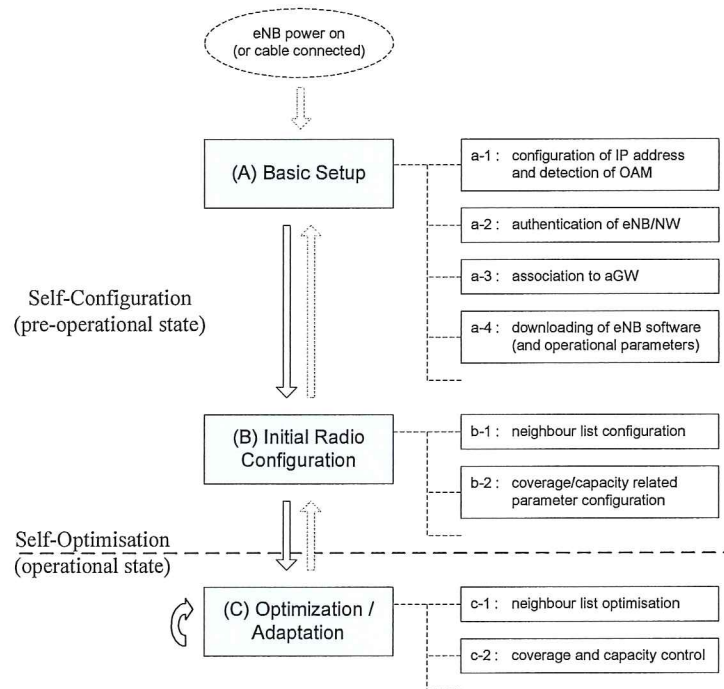 eNB power on
(or cable connected)
(A) Basic Setup
a-1 : configuration of IP address
and detection of OAM
a-2 : authentication of eNB/NW
a-3 : association to aGW
a-4 : downloading of eNB software
(and operational parameters)
Self-Configuration
(pre-operational state)
(B) Initial Radio
Configuration
b-1 : neighbour list configuration
b-2 : coverage/capacity related
parameter configuration
Self-Optimisation
(operational state)
(C) Optimization /
Adaptation
c-1 : neighbour list optimisation
c-2 : coverage and capacity control